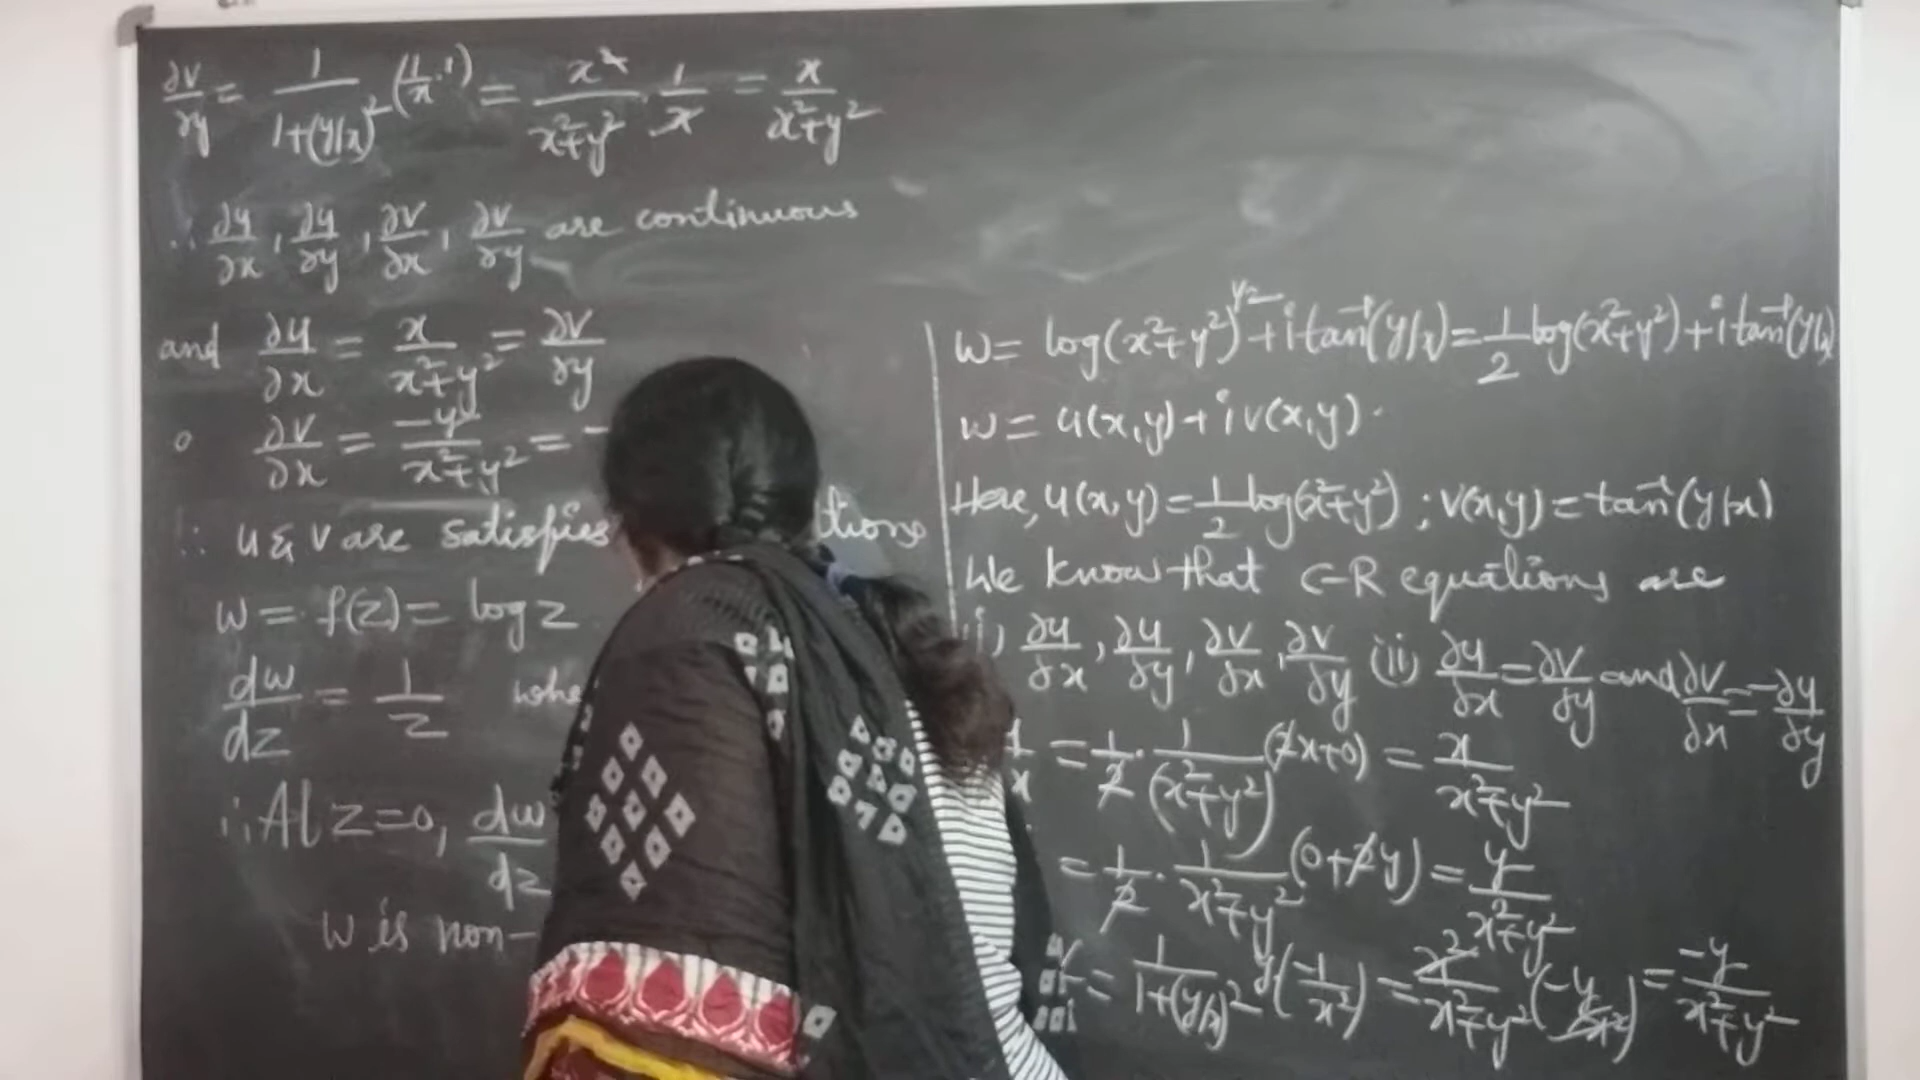 ∂v/∂y = 1/(1+(y/x)²) (1/x · 1) = x²/(x²+y²) · 1/x = x/(x²+y²)
∴ ∂u/∂x, ∂u/∂y, ∂v/∂x, ∂v/∂y are continuous
and ∂u/∂x = x/(x²+y²) = ∂v/∂y
∂v/∂x = -y/(x²+y²) = -
∴ u & v are satisfies
w = f(z) = log z
dw/dz = 1/z
∴ At z=0, dw/dz
w is non-
w = log(x²+y²)^1/2 + i tan⁻¹(y/x) = 1/2 log(x²+y²) + i tan⁻¹(y/x)
w = u(x,y) + i v(x,y).
Here, u(x,y) = 1/2 log(x²+y²) ; v(x,y) = tan⁻¹(y/x)
We know that C-R equations are
i) ∂u/∂x, ∂u/∂y, ∂v/∂x, ∂v/∂y (ii) ∂u/∂x = ∂v/∂y and ∂v/∂x = -∂u/∂y
= 1/2 · 1/(x²+y²) (2x+0) = x/(x²+y²)
= 1/2 · 1/(x²+y²) (0+2y) = y/(x²+y²)
= 1/(1+(y/x)²) y(-1/x²) = x²/(x²+y²) (-y/x²) = -y/(x²+y²)